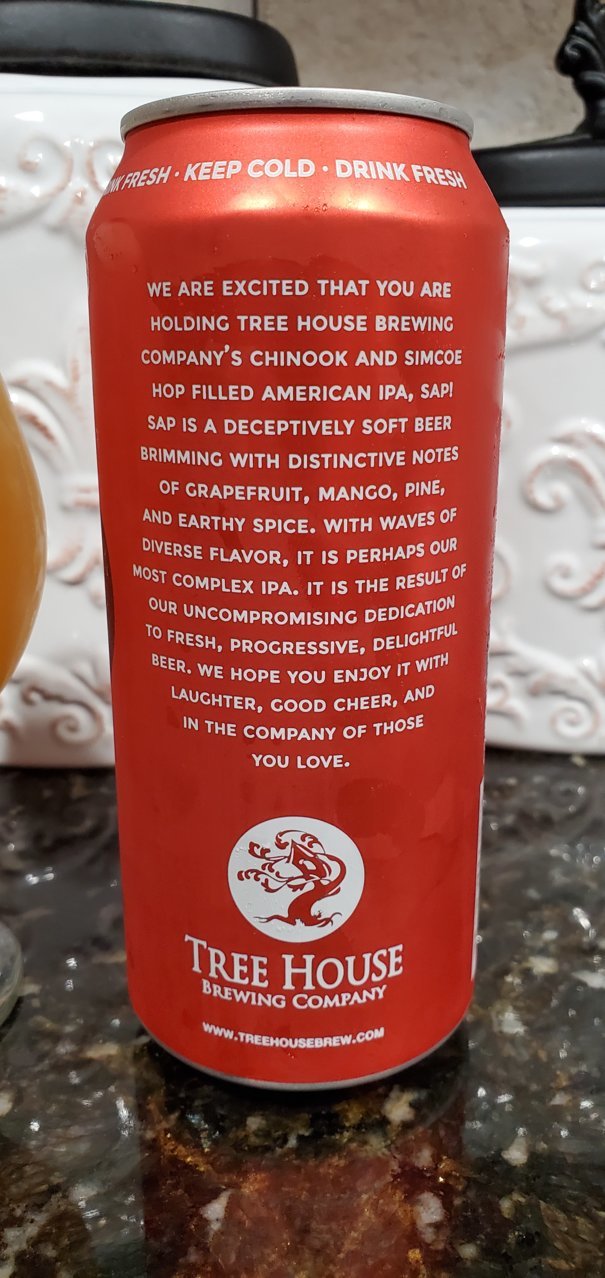 FRESH · KEEP COLD · DRINK FRESH
WE ARE EXCITED THAT YOU ARE
HOLDING TREE HOUSE BREWING
COMPANY'S CHINOOK AND SIMCOE
HOP FILLED AMERICAN IPA, SAP!
SAP IS A DECEPTIVELY SOFT BEER
BRIMMING WITH DISTINCTIVE NOTES
OF GRAPEFRUIT, MANGO, PINE,
AND EARTHY SPICE. WITH WAVES OF
DIVERSE FLAVOR, IT IS PERHAPS OUR
MOST COMPLEX IPA. IT IS THE RESULT OF
OUR UNCOMPROMISING DEDICATION
TO FRESH, PROGRESSIVE, DELIGHTFUL
BEER. WE HOPE YOU ENJOY IT WITH
LAUGHTER, GOOD CHEER, AND
IN THE COMPANY OF THOSE
YOU LOVE.
TREE HOUSE
BREWING COMPANY
WWW.TREEHOUSEBREW.COM